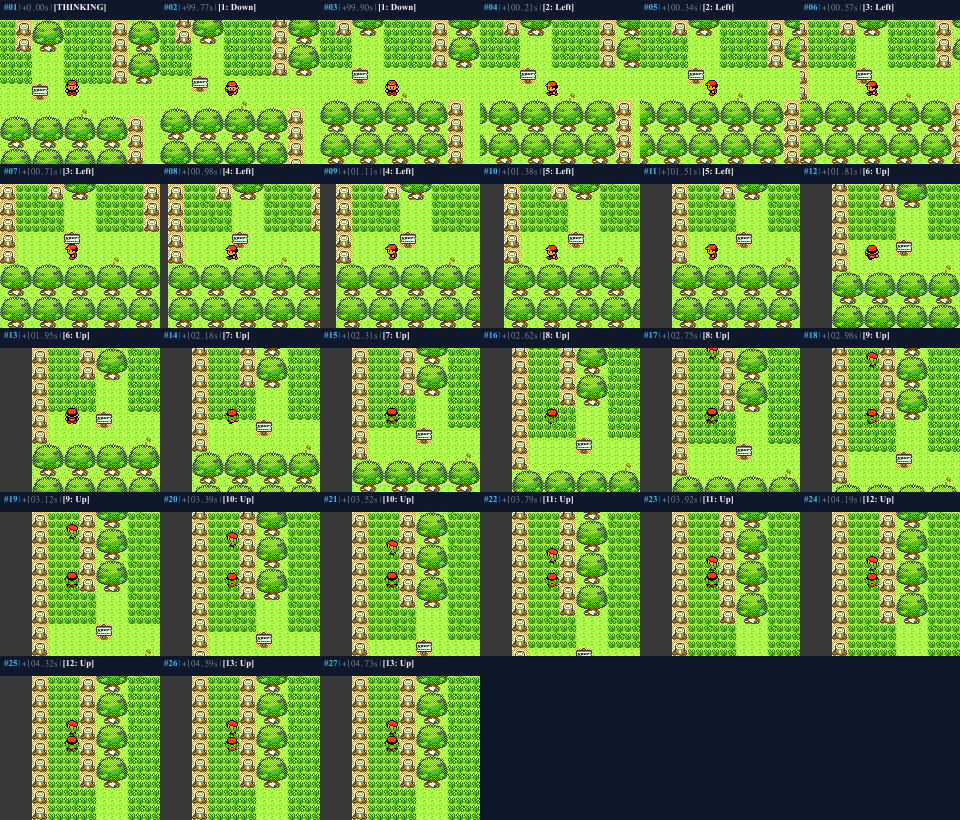 #01|+0.00s|[THINKING]
#02|+99.77|[1: Down]
#03|+99.90s|[1: Down]
#04|+100.21s|[2: Left]
#05|+100.34s|[2: Left]
#06|+100.57s|[3: Left]
#07|+100.71s|[3: Left]
#08|+100.98s|[4: Left]
#09|+101.11s|[4: Left]
#10|+101.38s|[5: Left]
#11|+101.51s|[5: Left]
#12|+101.81s|[6: Up]
#13|+101.95s|[6: Up]
#14|+102.18s|[7: Up]
#15|+102.31s|[7: Up]
#16|+102.62s|[8: Up]
#17|+102.75s|[8: Up]
#18|+102.98s|[9: Up]
#19|+103.12s|[9: Up]
#20|+103.39s|[10: Up]
#21|+103.52s|[10: Up]
#22|+103.79s|[11: Up]
#23|+103.92s|[11: Up]
#24|+104.19s|[12: Up]
#25|+104.32s|[12: Up]
#26|+104.59s|[13: Up]
#27|+104.73s|[13: Up]